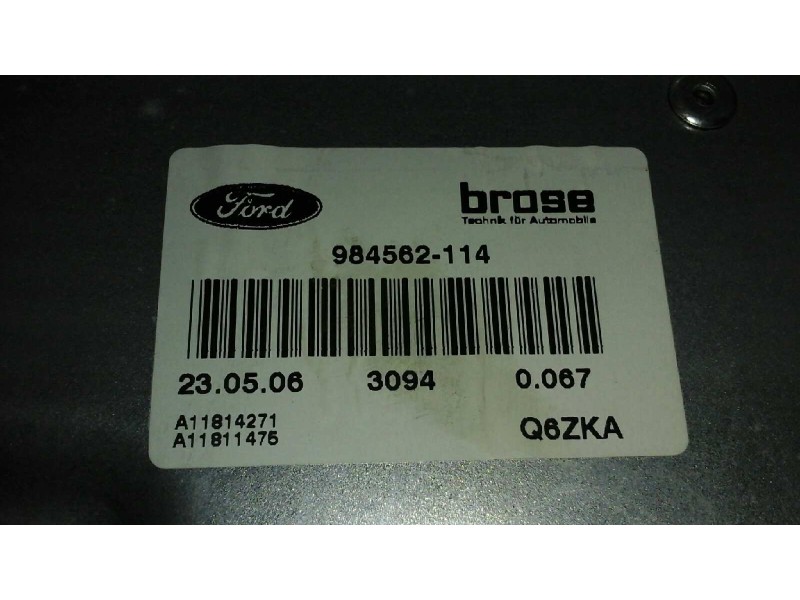 Ford
brose
Technik für Automobile
984562-114
23.05.06 3094 0.067
A11814271
A11811475
Q6ZKA